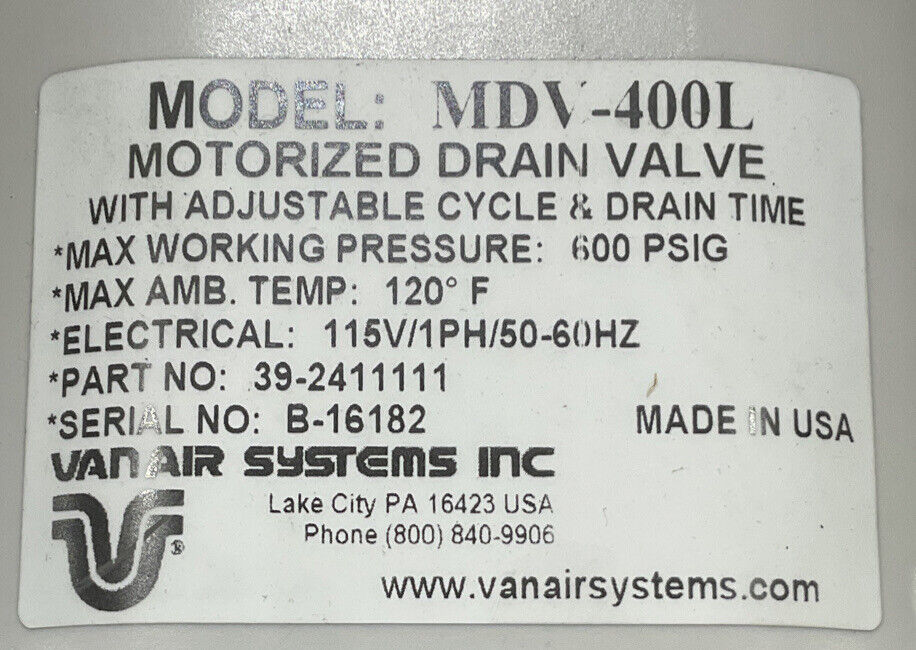 MODEL: MDV-400L
MOTORIZED DRAIN VALVE
WITH ADJUSTABLE CYCLE & DRAIN TIME
*MAX WORKING PRESSURE: 600 PSIG
*MAX AMB. TEMP: 120° F
*ELECTRICAL: 115V/1PH/50-60HZ
*PART NO: 39-2411111
*SERIAL NO: B-16182
MADE IN USA
VAN AIR SYSTEMS INC
Lake City PA 16423 USA
Phone (800) 840-9906
®
www.vanairsystems.com